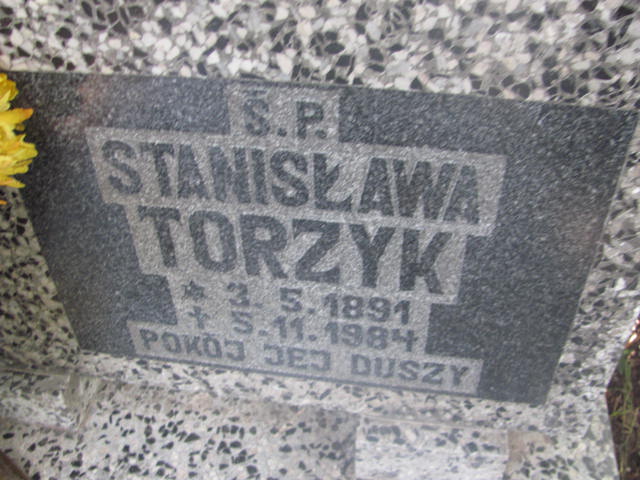 Ś.P.
STANISŁAWA
TORZYK
* 3.5.1891
† 5.11.1984
POKÓJ JEJ DUSZY